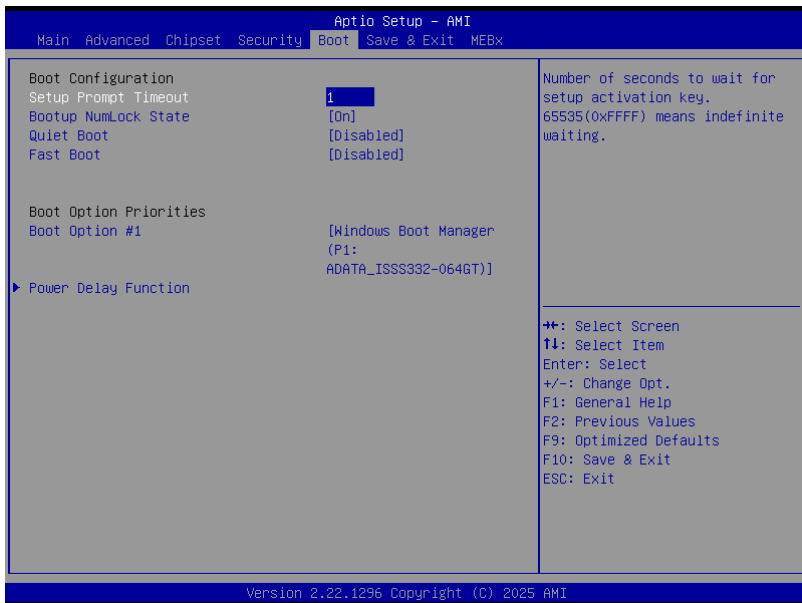 Aptio Setup – AMI
Main Advanced Chipset Security Boot Save & Exit MEBx
Boot Configuration
Setup Prompt Timeout 1
Bootup NumLock State [On]
Quiet Boot [Disabled]
Fast Boot [Disabled]
Boot Option Priorities
Boot Option #1 [Windows Boot Manager
(P1:
ADATA_ISSS332-064GT)]
Power Delay Function
Number of seconds to wait for
setup activation key.
65535(0xFFFF) means indefinite
waiting.
→←: Select Screen
↑↓: Select Item
Enter: Select
+/-: Change Opt.
F1: General Help
F2: Previous Values
F9: Optimized Defaults
F10: Save & Exit
ESC: Exit
Version 2.22.1296 Copyright (C) 2025 AMI